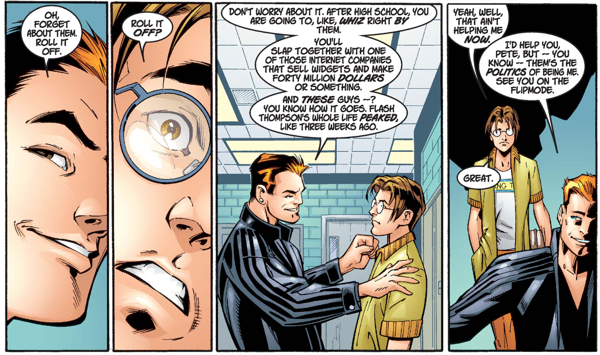 OH,
FORGET
ABOUT THEM.
ROLL IT
OFF.
ROLL IT
OFF?
DON'T WORRY ABOUT IT. AFTER HIGH SCHOOL, YOU
ARE GOING TO, LIKE, WHIZ RIGHT BY
THEM.
YOU'LL
SLAP TOGETHER WITH ONE
OF THOSE INTERNET COMPANIES
THAT SELL WIDGETS AND MAKE
FORTY MILLION DOLLARS
OR SOMETHING.
AND THESE GUYS --?
YOU KNOW HOW IT GOES. FLASH
THOMPSON'S WHOLE LIFE PEAKED,
LIKE THREE WEEKS AGO.
YEAH, WELL,
THAT AIN'T
HELPING ME
NOW.
I'D HELP YOU,
PETE, BUT -- YOU
KNOW -- THEM'S THE
POLITICS OF BEING ME.
SEE YOU ON THE
FLIPMODE.
GREAT.